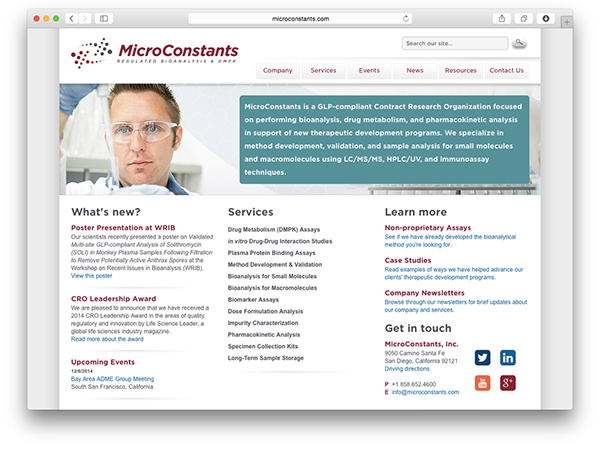 microconstants.com
MicroConstants
REGULATED BIOANALYSIS & DMPK
Search our site...
Company Services Events News Resources Contact Us
MicroConstants is a GLP-compliant Contract Research Organization focused
on performing bioanalysis, drug metabolism, and pharmacokinetic analysis
in support of new therapeutic development programs. We specialize in
method development, validation, and sample analysis for small molecules
and macromolecules using LC/MS/MS, HPLC/UV, and immunoassay
techniques.
What's new?
Poster Presentation at WRIB
Our scientists recently presented a poster on Validated
Multi-site GLP-compliant Analysis of Solithromycin
(SOLI) in Monkey Plasma Samples Following Filtration
to Remove Potentially Active Anthrax Spores at the
Workshop on Recent Issues in Bioanalysis (WRIB).
View this poster
CRO Leadership Award
We are pleased to announce that we have received a
2014 CRO Leadership Award in the areas of quality,
regulatory and innovation by Life Science Leader, a
global life sciences industry magazine.
Read more about the award
Upcoming Events
12/8/2014
Bay Area ADME Group Meeting
South San Francisco, California
Services
Drug Metabolism (DMPK) Assays
in vitro Drug-Drug Interaction Studies
Plasma Protein Binding Assays
Method Development & Validation
Bioanalysis for Small Molecules
Bioanalysis for Macromolecules
Biomarker Assays
Dose Formulation Analysis
Impurity Characterization
Pharmacokinetic Analysis
Specimen Collection Kits
Long-Term Sample Storage
Learn more
Non-proprietary Assays
See if we have already developed the bioanalytical
method you're looking for.
Case Studies
Read examples of ways we have helped advance our
clients' therapeutic development programs.
Company Newsletters
Browse through our newsletters for brief updates about
our company and services.
Get in touch
MicroConstants, Inc.
9050 Camino Santa Fe
San Diego, California 92121
Driving directions
P +1 858.652.4600
E info@microconstants.com
in
You
Tube
g+